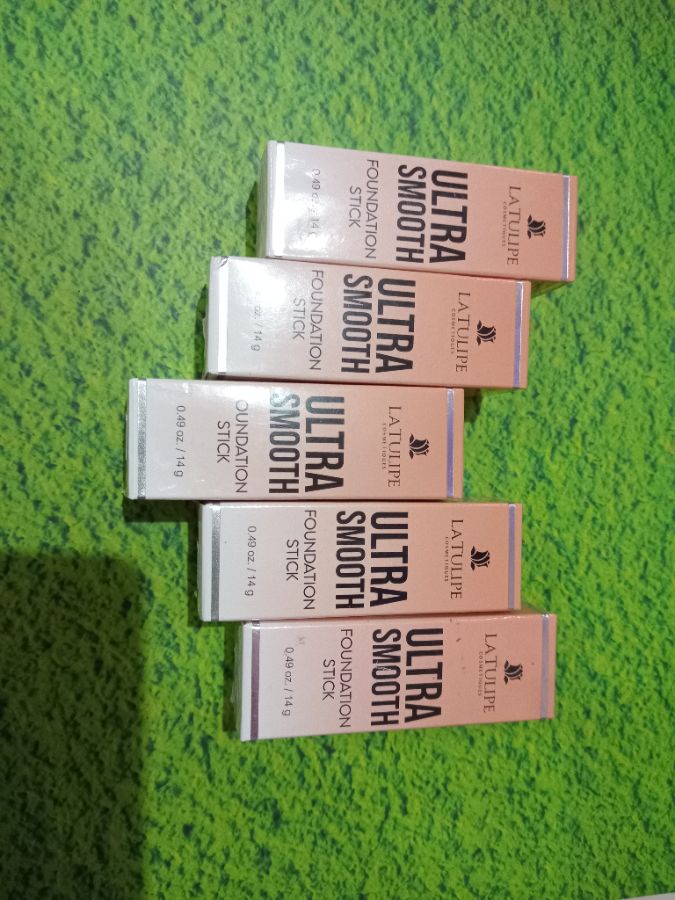 LA TULIPE
COSMETIQUES
ULTRA
SMOOTH
FOUNDATION
STICK
0.49 oz. / 14 g
LA TULIPE
COSMETIQUES
ULTRA
SMOOTH
FOUNDATION
STICK
oz. / 14 g
LA TULIPE
COSMETIQUES
ULTRA
SMOOTH
OUNDATION
STICK
0.49 oz. / 14 g
LA TULIPE
COSMETIQUES
ULTRA
SMOOTH
FOUNDATION
STICK
0.49 oz. / 14 g
LA TULIPE
COSMETIQUES
ULTRA
SMOOTH
FOUNDATION
STICK
0.49 oz. / 14 g